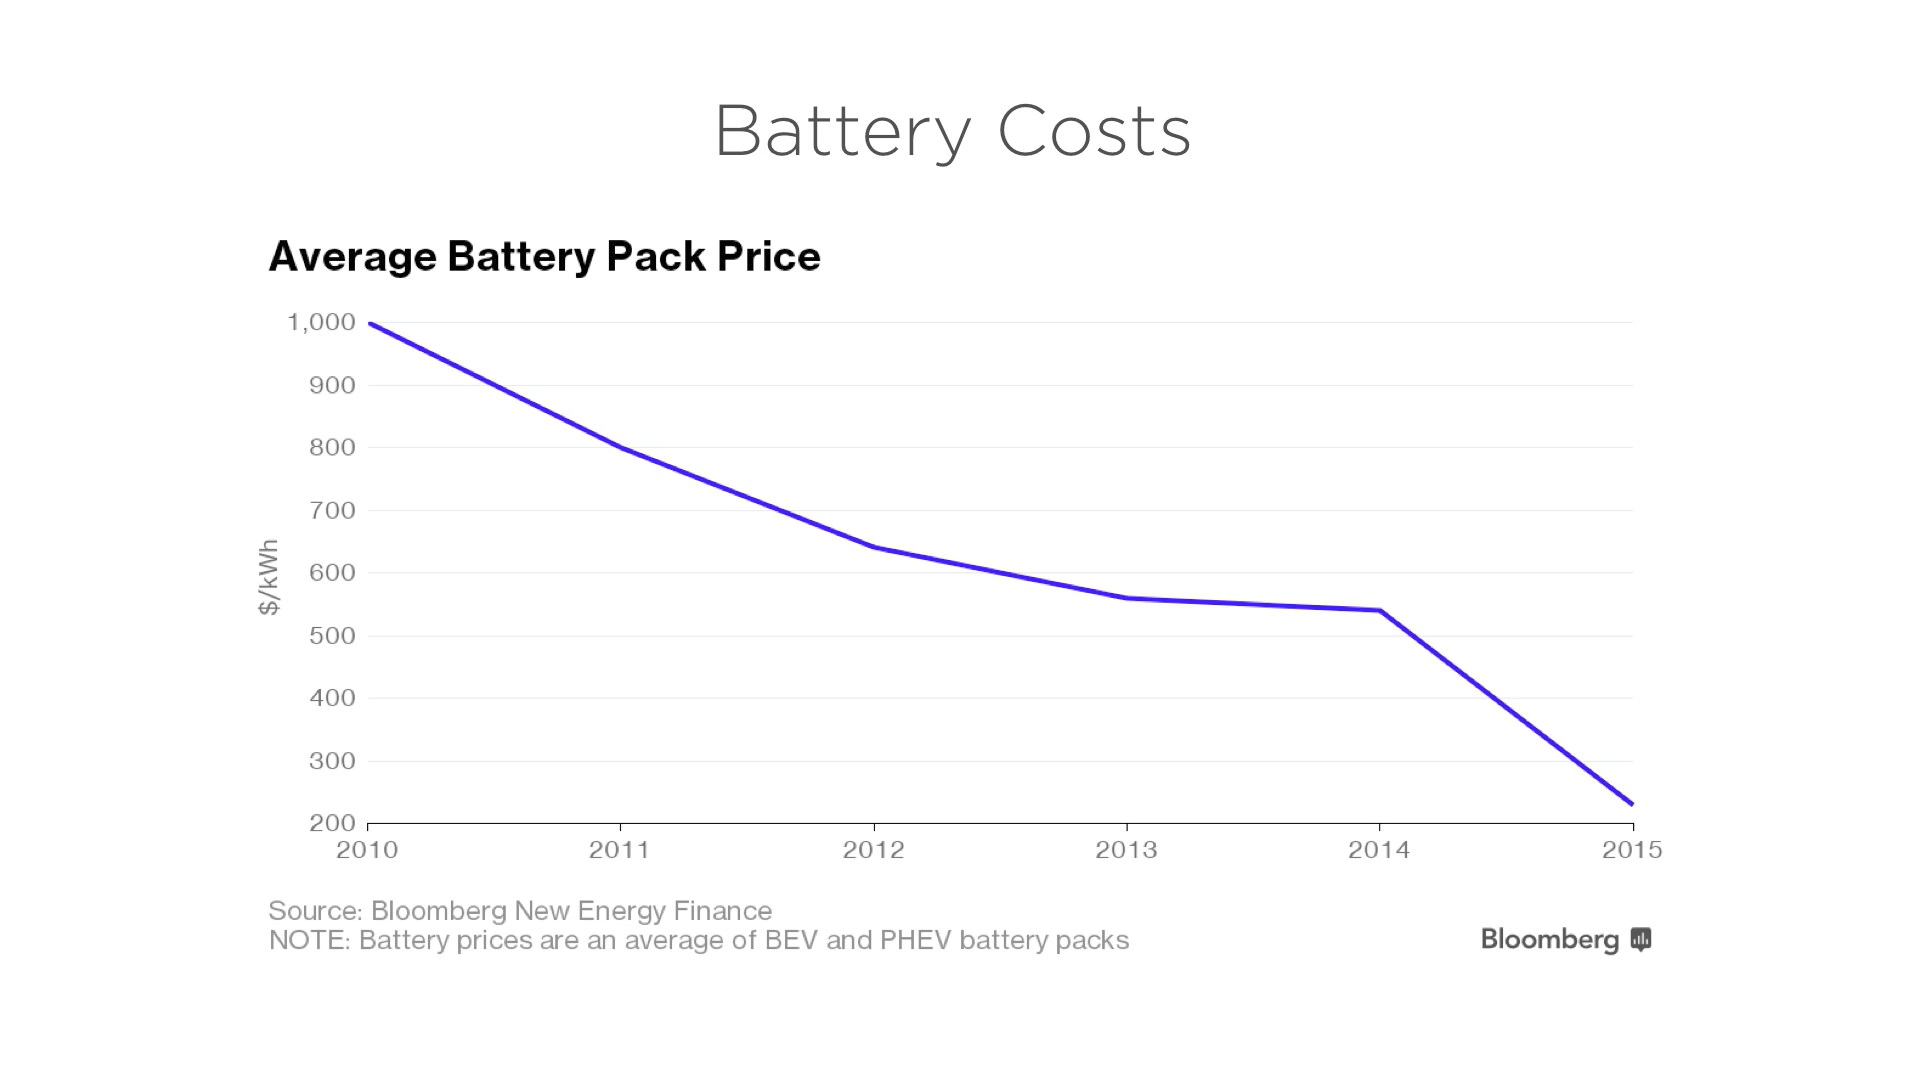 Battery Costs
Average Battery Pack Price
1,000
900
800
700
600
500
400
300
200
$/kWh
2010 2011 2012 2013 2014 2015
Source: Bloomberg New Energy Finance
NOTE: Battery prices are an average of BEV and PHEV battery packs
Bloomberg